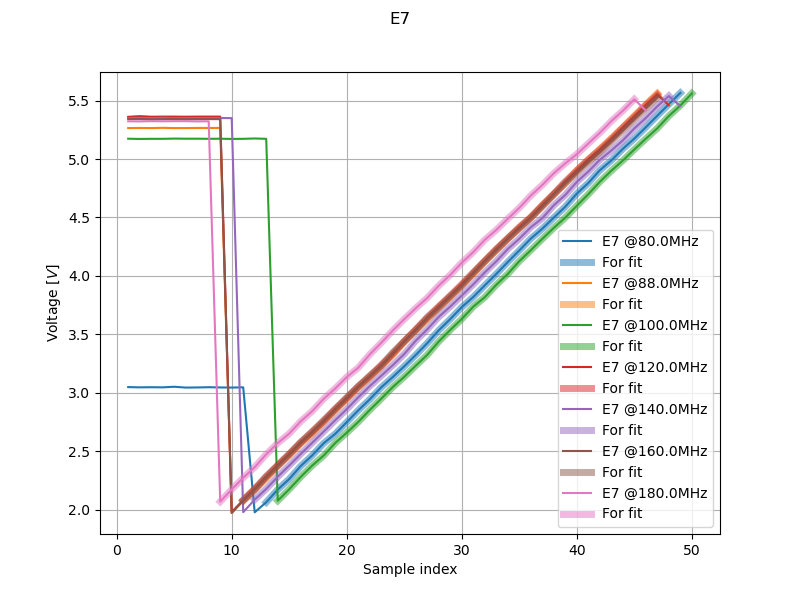 E7
5.5
5.0
4.5
4.0
3.5
3.0
2.5
2.0
Voltage [V]
0 10 20 30 40 50
Sample index
E7 @80.0MHz
For fit
E7 @88.0MHz
For fit
E7 @100.0MHz
For fit
E7 @120.0MHz
For fit
E7 @140.0MHz
For fit
E7 @160.0MHz
For fit
E7 @180.0MHz
For fit